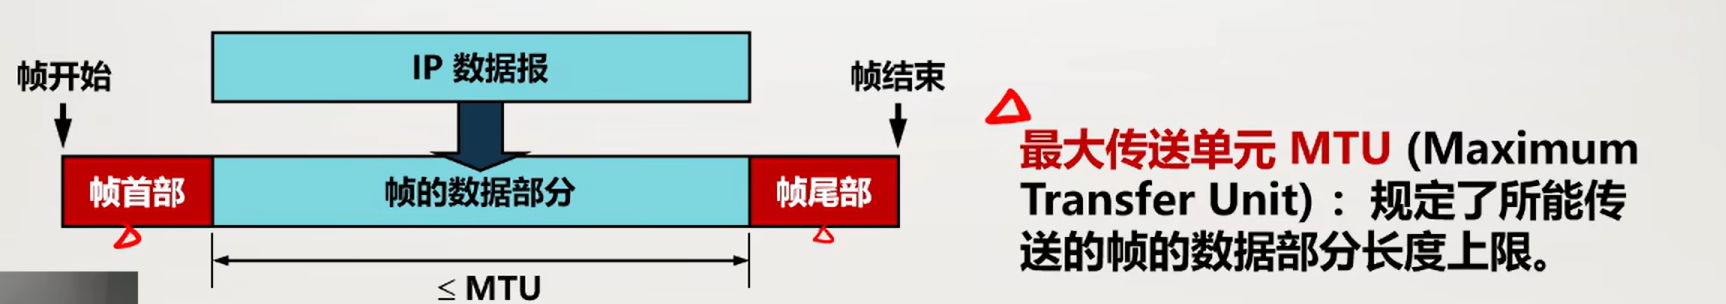 IP 数据报
帧开始
帧结束
帧首部
帧的数据部分
帧尾部
≤ MTU
最大传送单元 MTU (Maximum
Transfer Unit) ：规定了所能传
送的帧的数据部分长度上限。